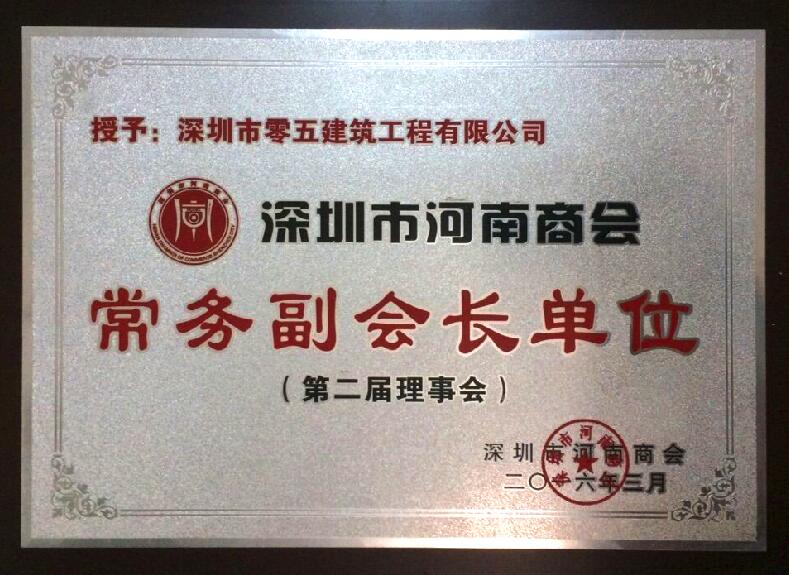 授予：深圳市零五建筑工程有限公司
深圳市河南商会
常务副会长单位
（第二届理事会）
深圳市河南商会
二〇一六年三月